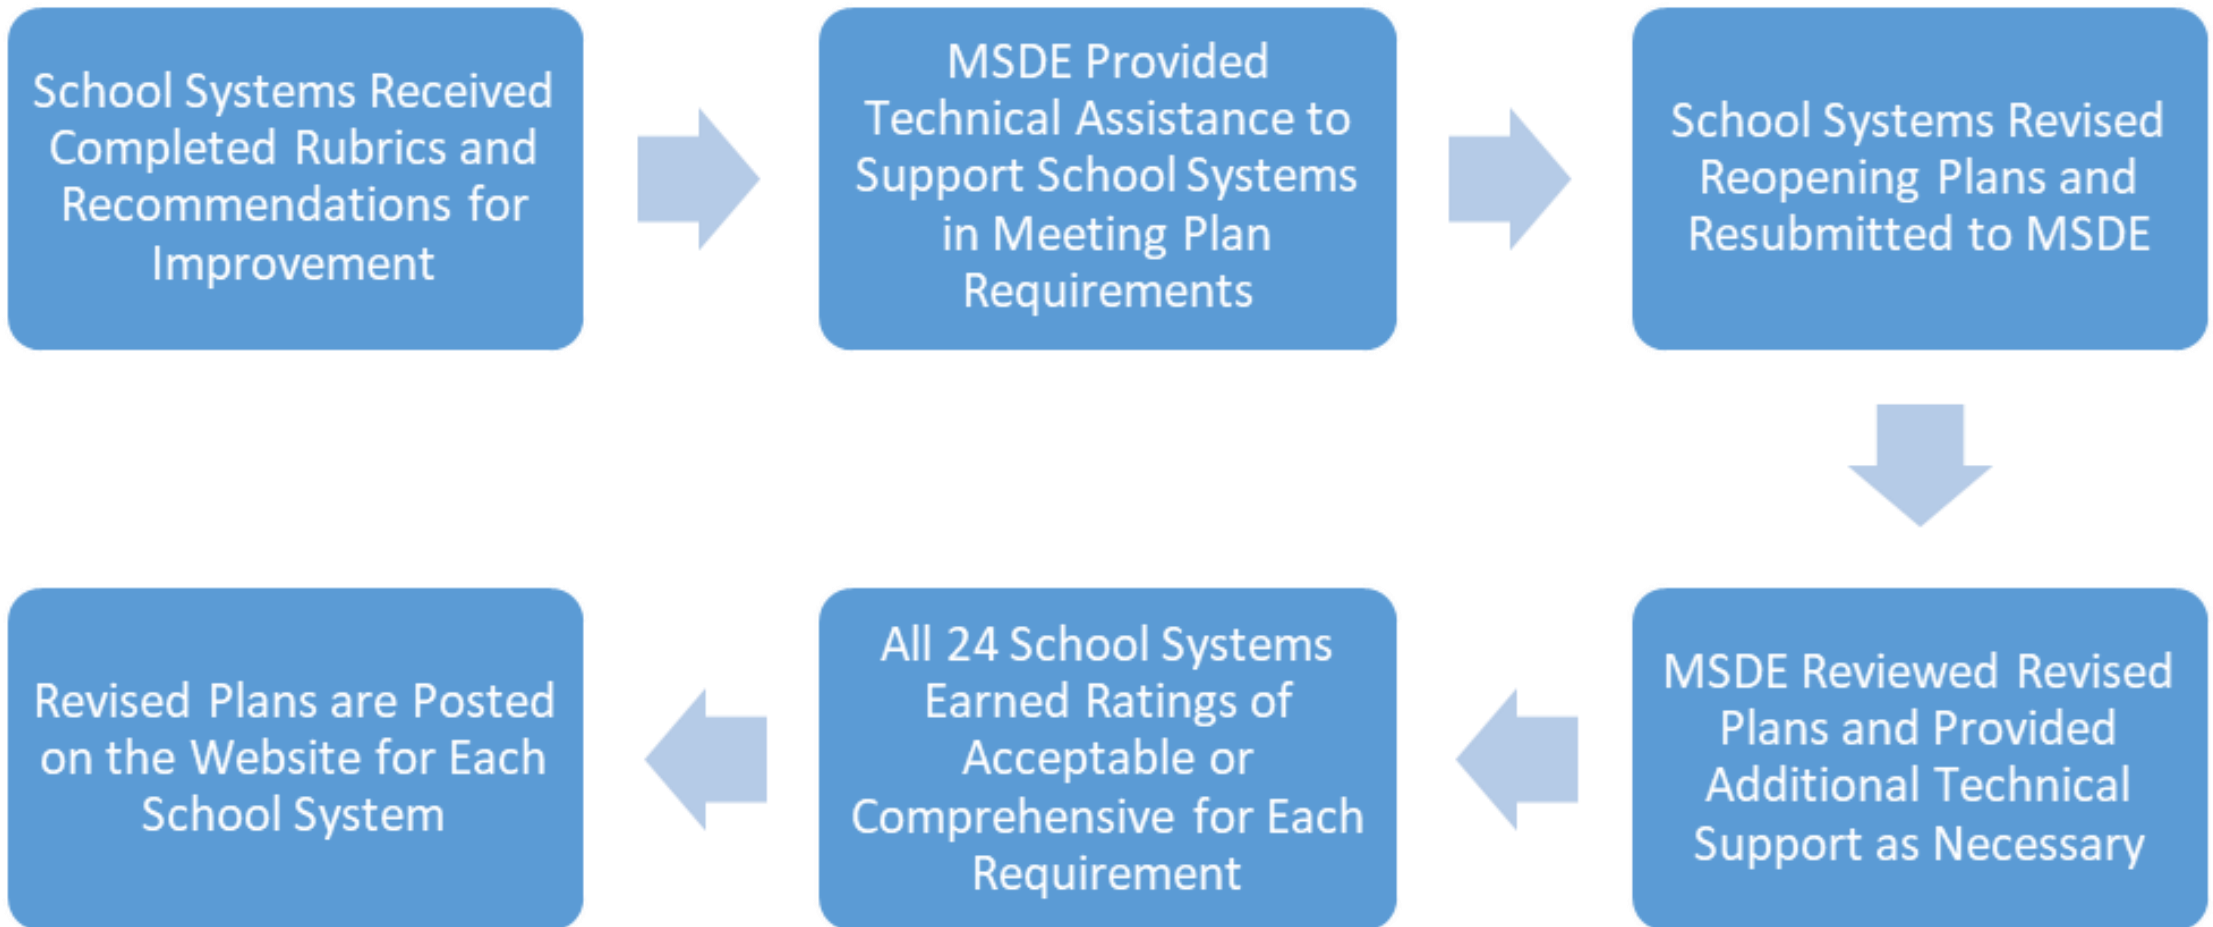 School Systems Received
Completed Rubrics and
Recommendations for
Improvement
MSDE Provided
Technical Assistance to
Support School Systems
in Meeting Plan
Requirements
School Systems Revised
Reopening Plans and
Resubmitted to MSDE
MSDE Reviewed Revised
Plans and Provided
Additional Technical
Support as Necessary
All 24 School Systems
Earned Ratings of
Acceptable or
Comprehensive for Each
Requirement
Revised Plans are Posted
on the Website for Each
School System